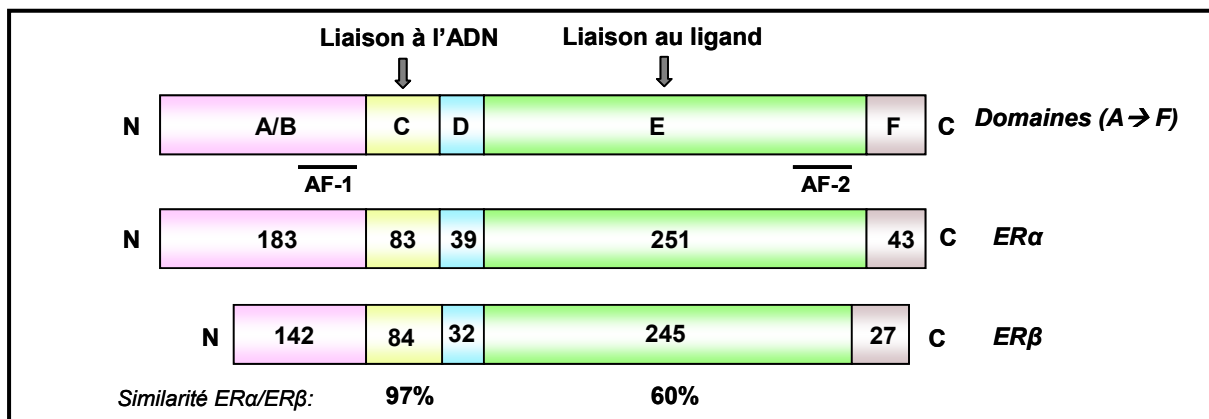 Liaison à l'ADN Liaison au ligand
N A/B C D E F C Domaines (A → F)
AF-1 AF-2
N 183 83 39 251 43 C ERα
N 142 84 32 245 27 C ERβ
Similarité ERα/ERβ: 97% 60%